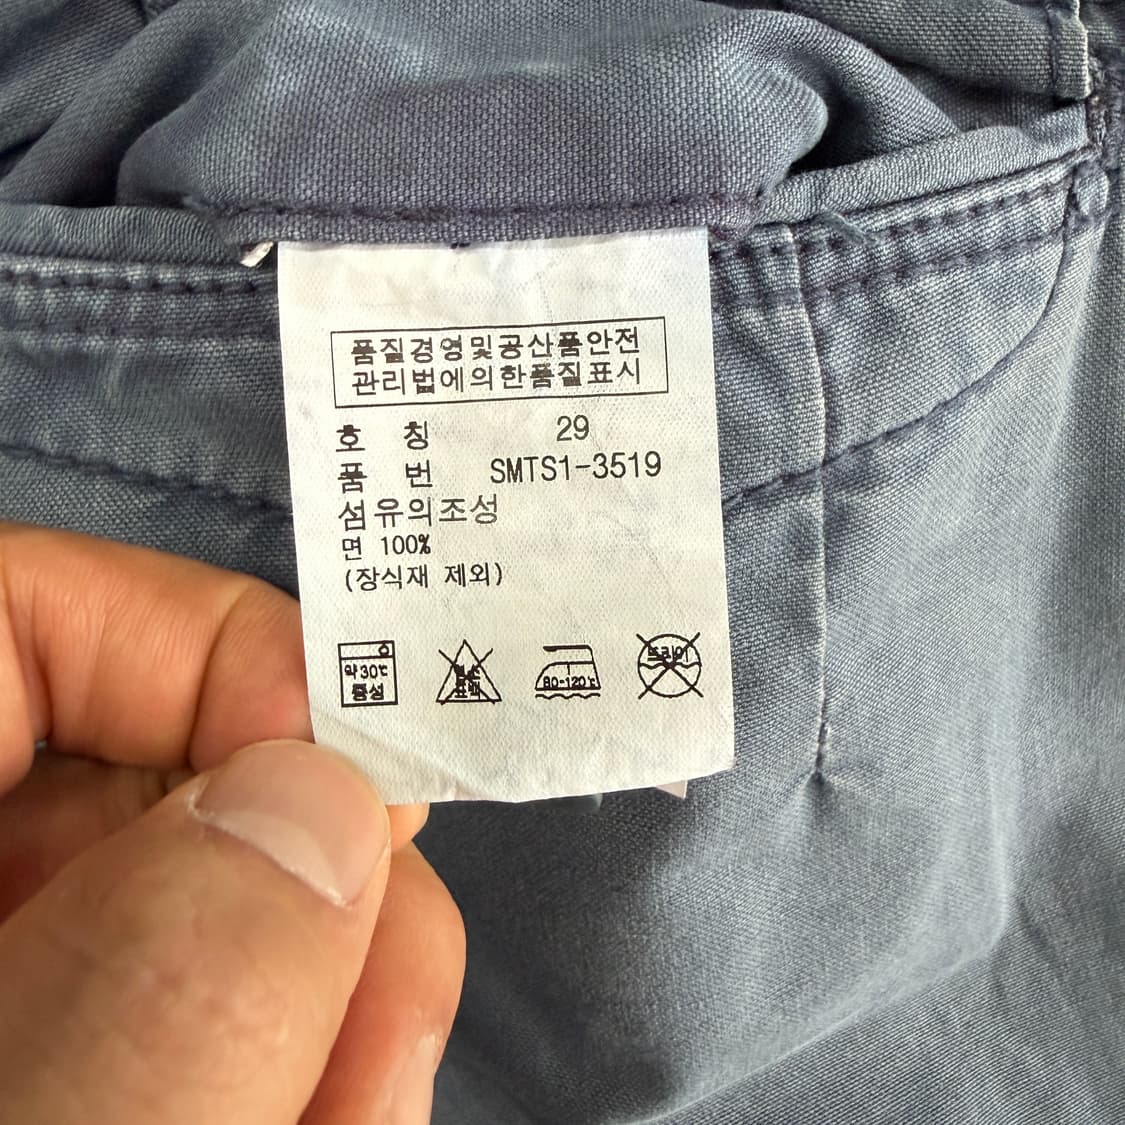 품질경영및공산품안전
관리법에의한품질표시
호 칭 29
품 번 SMTS1-3519
섬유의조성
면 100%
(장식재 제외)
약30℃
중성
표백
80-120℃
드라이